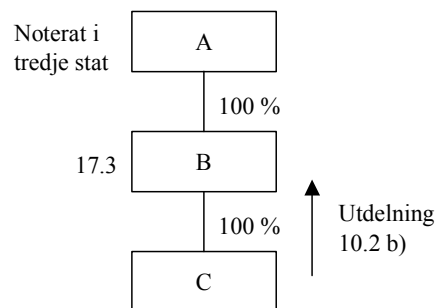 Noterat i
tredje stat
A
100 %
17.3
B
100 %
Utdelning
10.2 b)
C